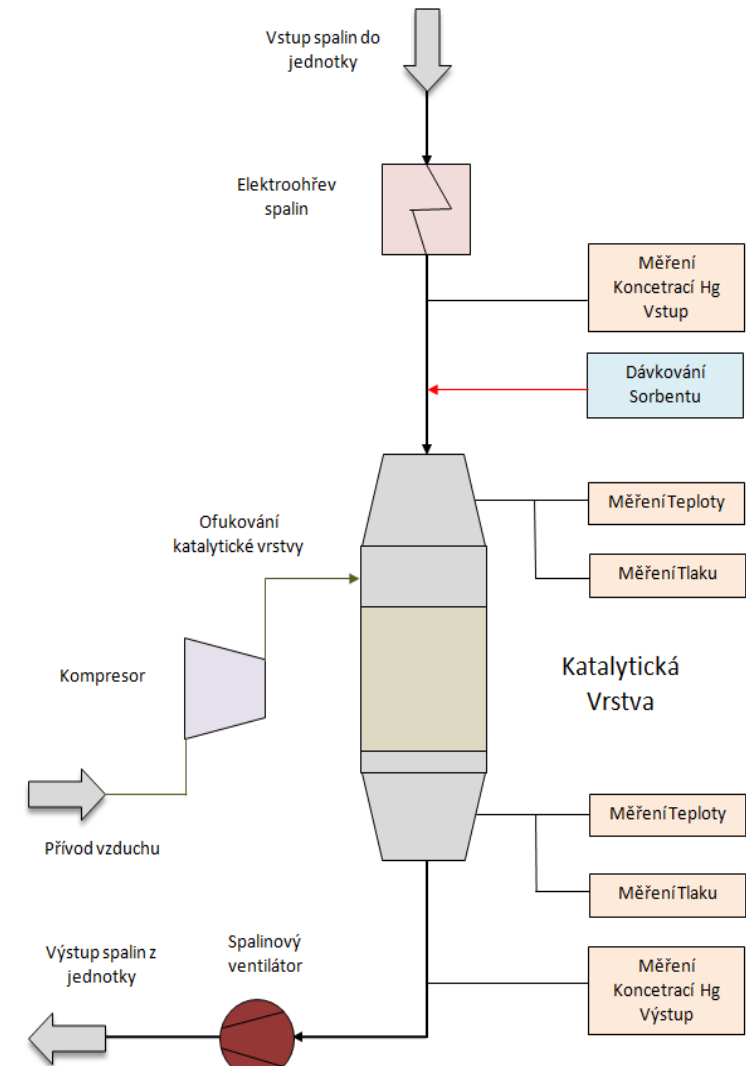 Vstup spalin do
jednotky
Elektroohřev
spalin
Měření
Koncetrací Hg
Vstup
Dávkování
Sorbentu
Měření Teploty
Ofukování
katalytické vrstvy
Měření Tlaku
Kompresor
Katalytická
Vrstva
Přívod vzduchu
Měření Teploty
Měření Tlaku
Spalinový
ventilátor
Výstup spalin z
jednotky
Měření
Koncetrací Hg
Výstup